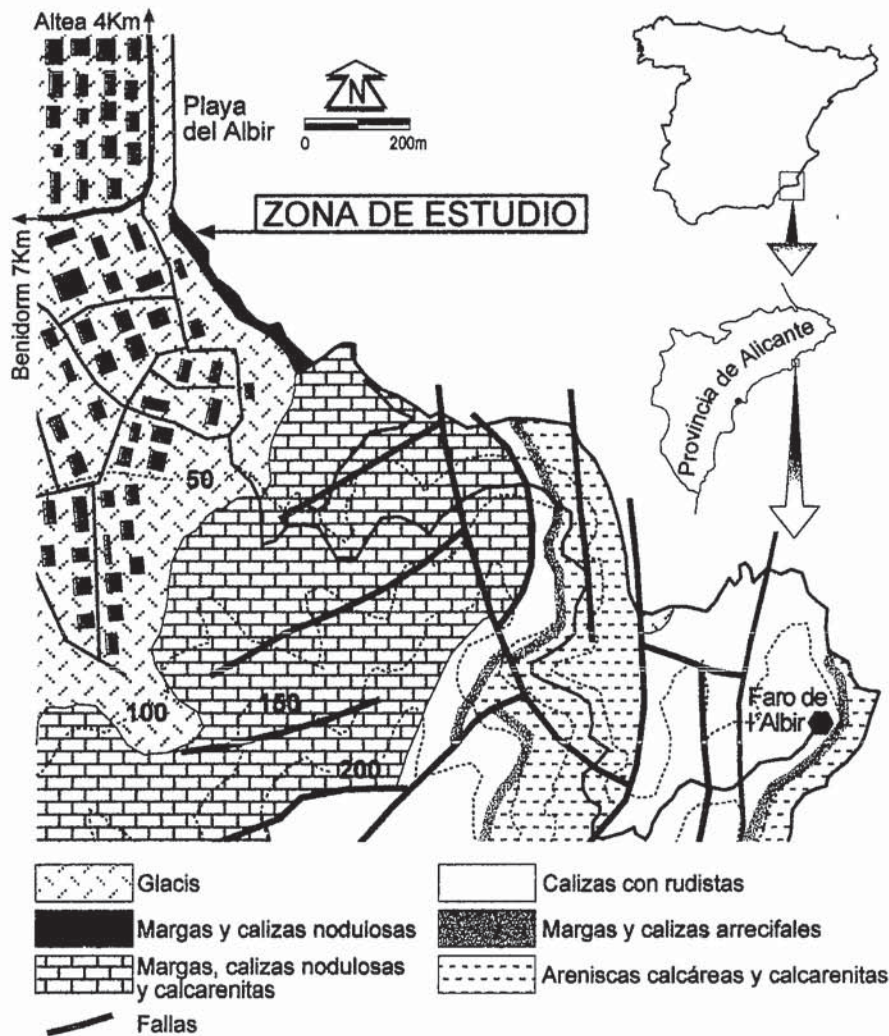 Altea 4Km
Playa
del Albir
N
0 200m
ZONA DE ESTUDIO
Benidorm 7Km
Provincia de Alicante
50
100
150
200
Faro de
l'Albir
Glacis
Calizas con rudistas
Margas y calizas nodulosas
Margas y calizas arrecifales
Margas, calizas nodulosas
y calcarenitas
Areniscas calcáreas y calcarenitas
Fallas